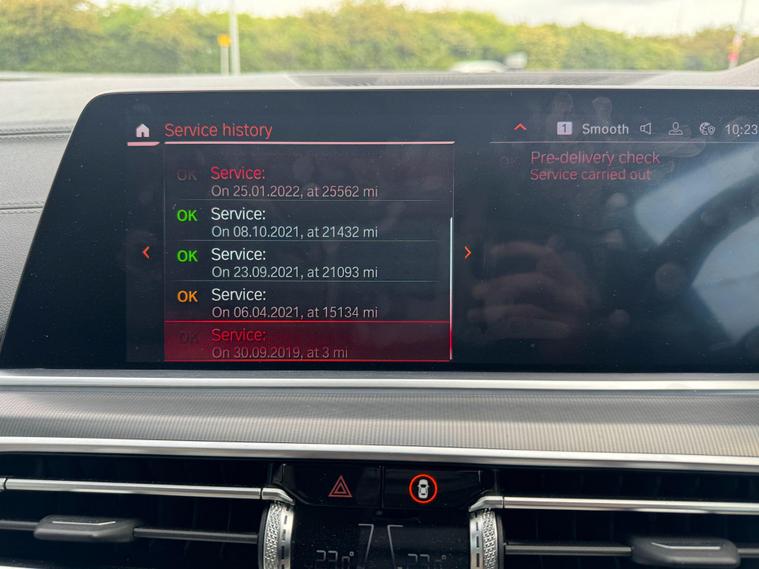 Service history
1 Smooth 10:23
OK Service:
On 25.01.2022, at 25562 mi
OK Service:
On 08.10.2021, at 21432 mi
OK Service:
On 23.09.2021, at 21093 mi
OK Service:
On 06.04.2021, at 15134 mi
OK Service:
On 30.09.2019, at 3 mi
OK Pre-delivery check
Service carried out